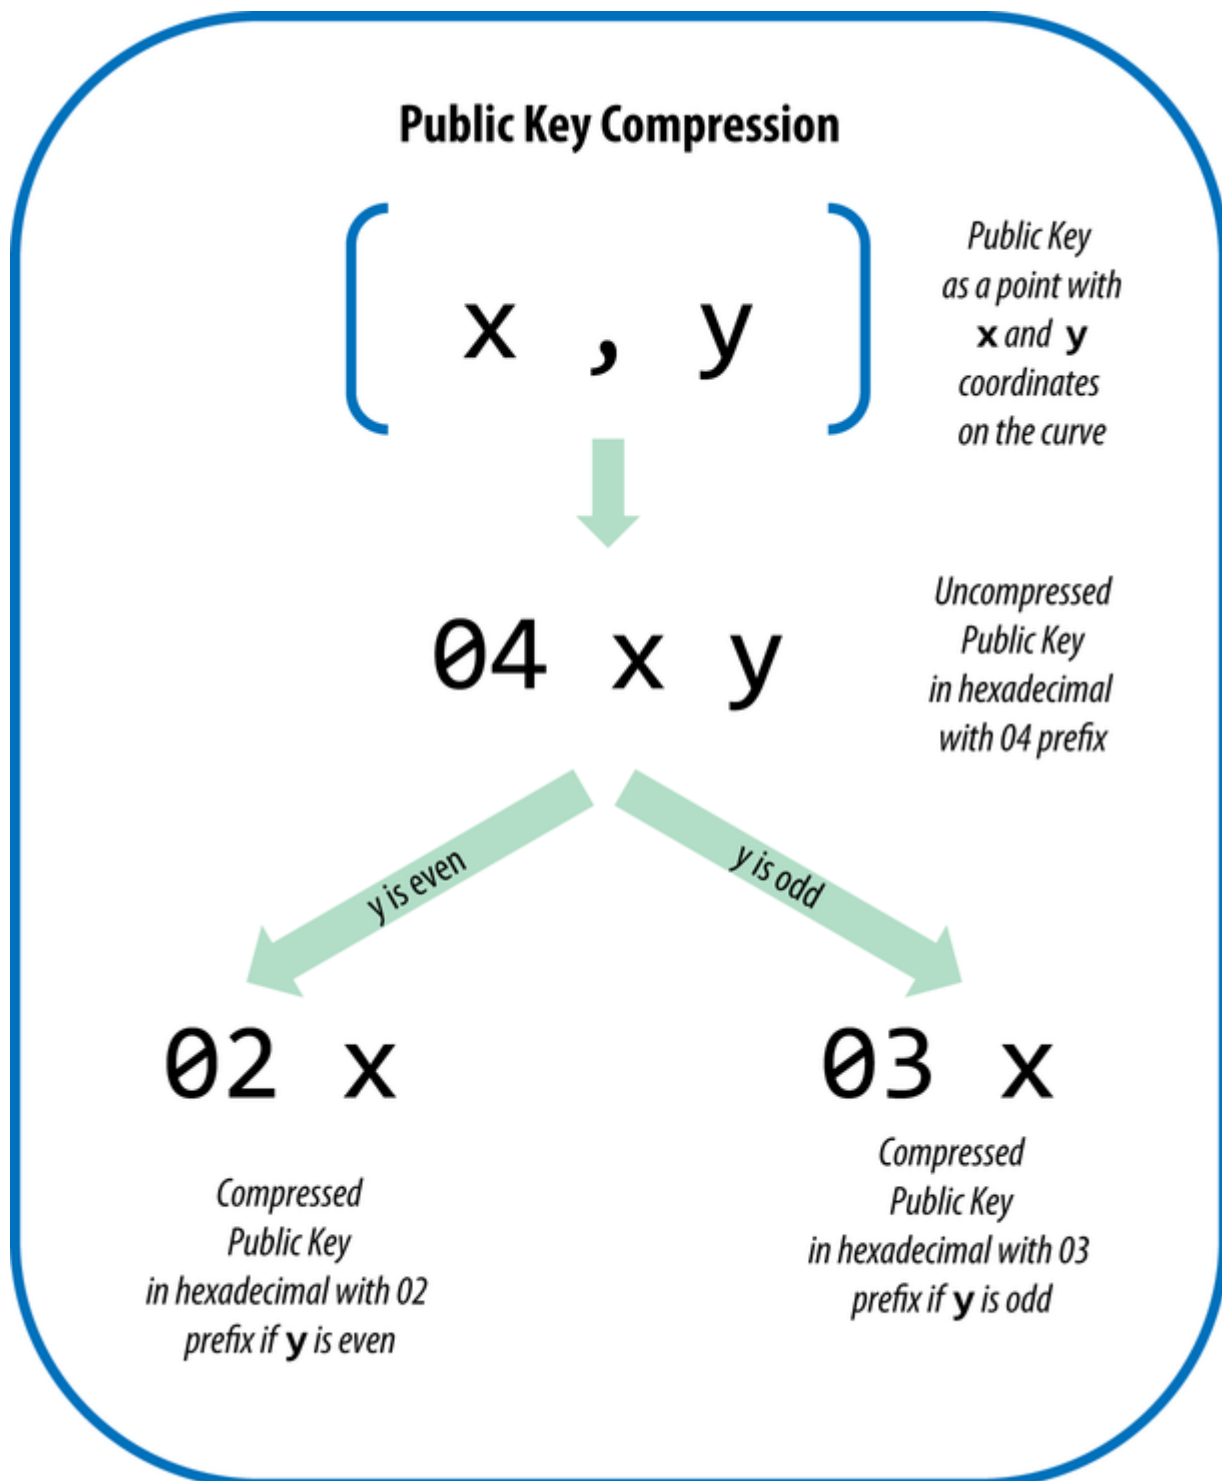 Public Key Compression
x , y
Public Key
as a point with
x and y
coordinates
on the curve
04 x y
Uncompressed
Public Key
in hexadecimal
with 04 prefix
y is even
y is odd
02 x
Compressed
Public Key
in hexadecimal with 02
prefix if y is even
03 x
Compressed
Public Key
in hexadecimal with 03
prefix if y is odd